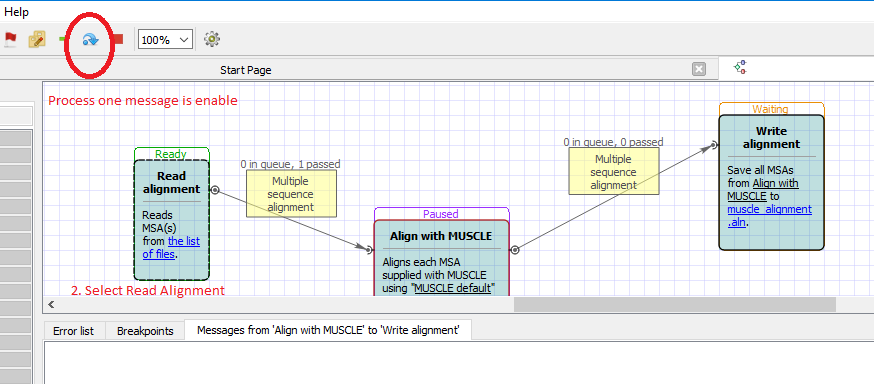 Help
100%
Start Page
Process one message is enable
Ready
Read
alignment
Reads
MSA(s)
from the list
of files.
0 in queue, 1 passed
Multiple
sequence
alignment
Paused
Align with MUSCLE
Aligns each MSA
supplied with MUSCLE
using "MUSCLE default"
0 in queue, 0 passed
Multiple
sequence
alignment
Waiting
Write
alignment
Save all MSAs
from Align with
MUSCLE to
muscle_alignment
.aln.
2. Select Read Alignment
Error list
Breakpoints
Messages from 'Align with MUSCLE' to 'Write alignment'